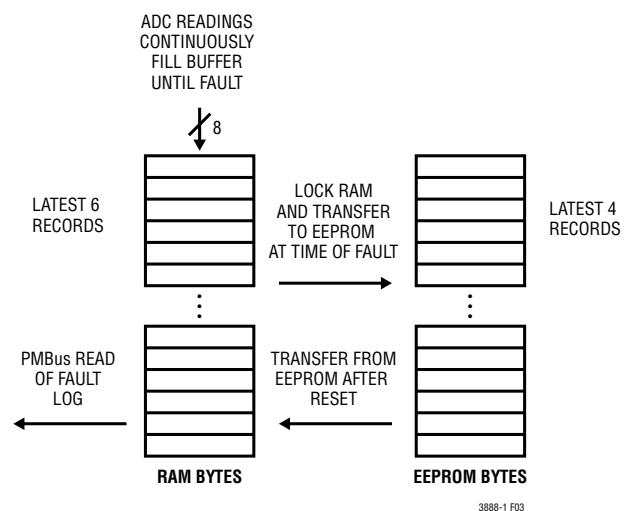 ADC READINGS
CONTINUOUSLY
FILL BUFFER
UNTIL FAULT
8
LATEST 6
RECORDS
LOCK RAM
AND TRANSFER
TO EEPROM
AT TIME OF FAULT
LATEST 4
RECORDS
PMBus READ
OF FAULT
LOG
TRANSFER FROM
EEPROM AFTER
RESET
RAM BYTES
EEPROM BYTES
3888-1 F03